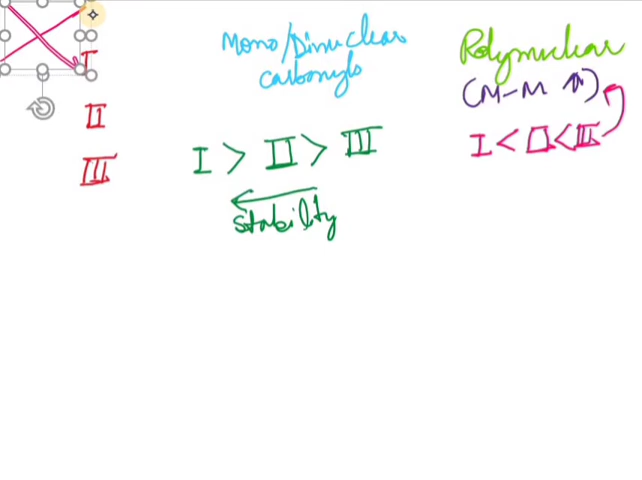 Mono/Dinuclear
carbonyls
Polynuclear
(M-M ↑)
I
II
III
I > II > III
stability
I < II < III